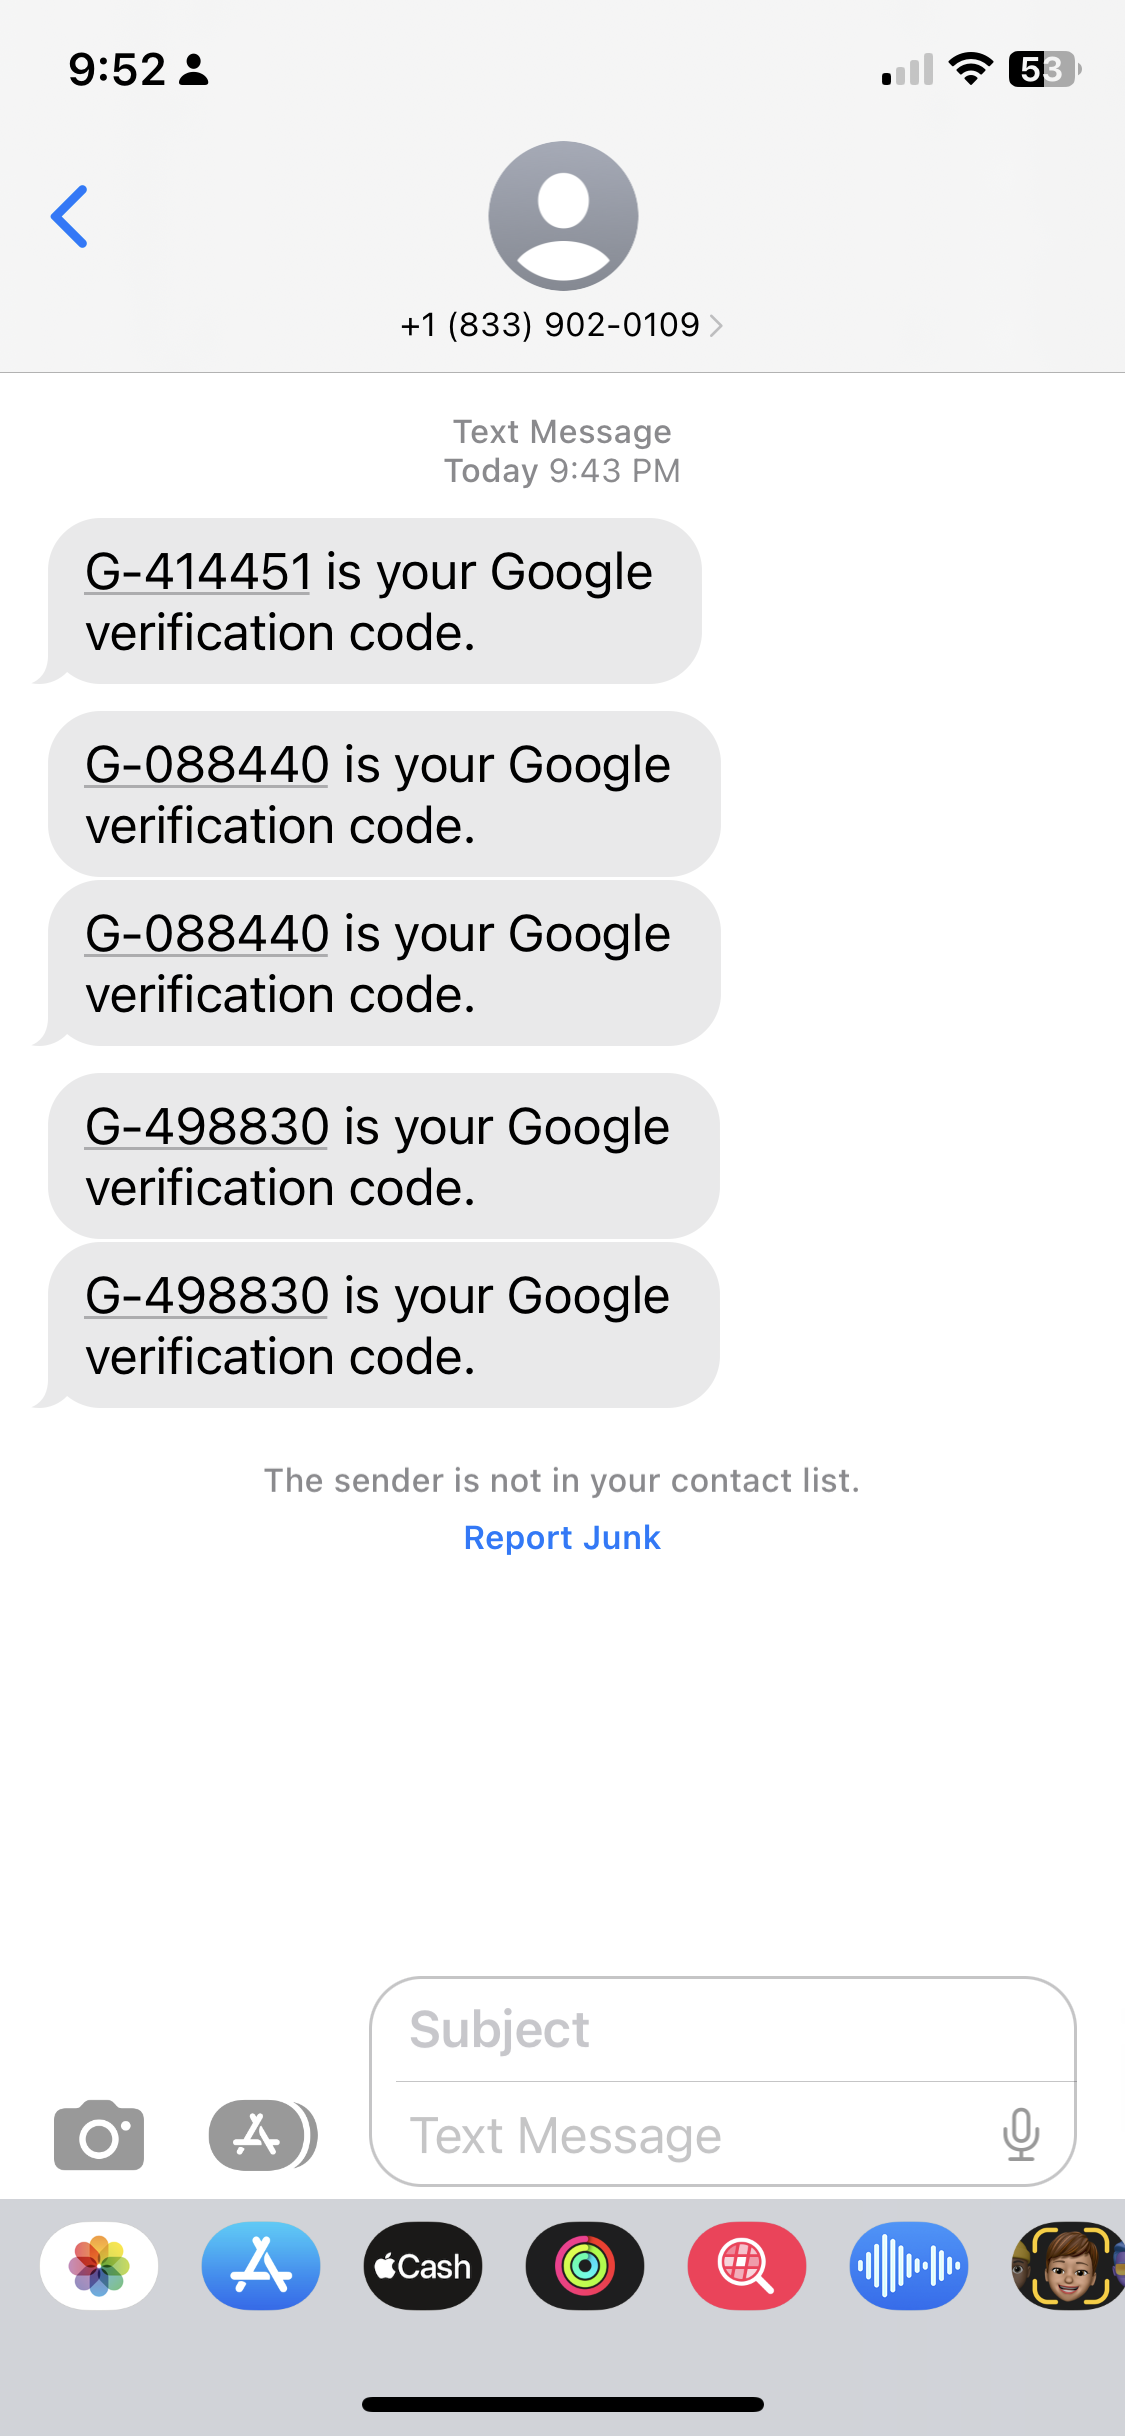 9:52
53
+1 (833) 902-0109
Text Message
Today 9:43 PM
G-414451 is your Google
verification code.
G-088440 is your Google
verification code.
G-088440 is your Google
verification code.
G-498830 is your Google
verification code.
G-498830 is your Google
verification code.
The sender is not in your contact list.
Report Junk
Subject
Text Message
Cash